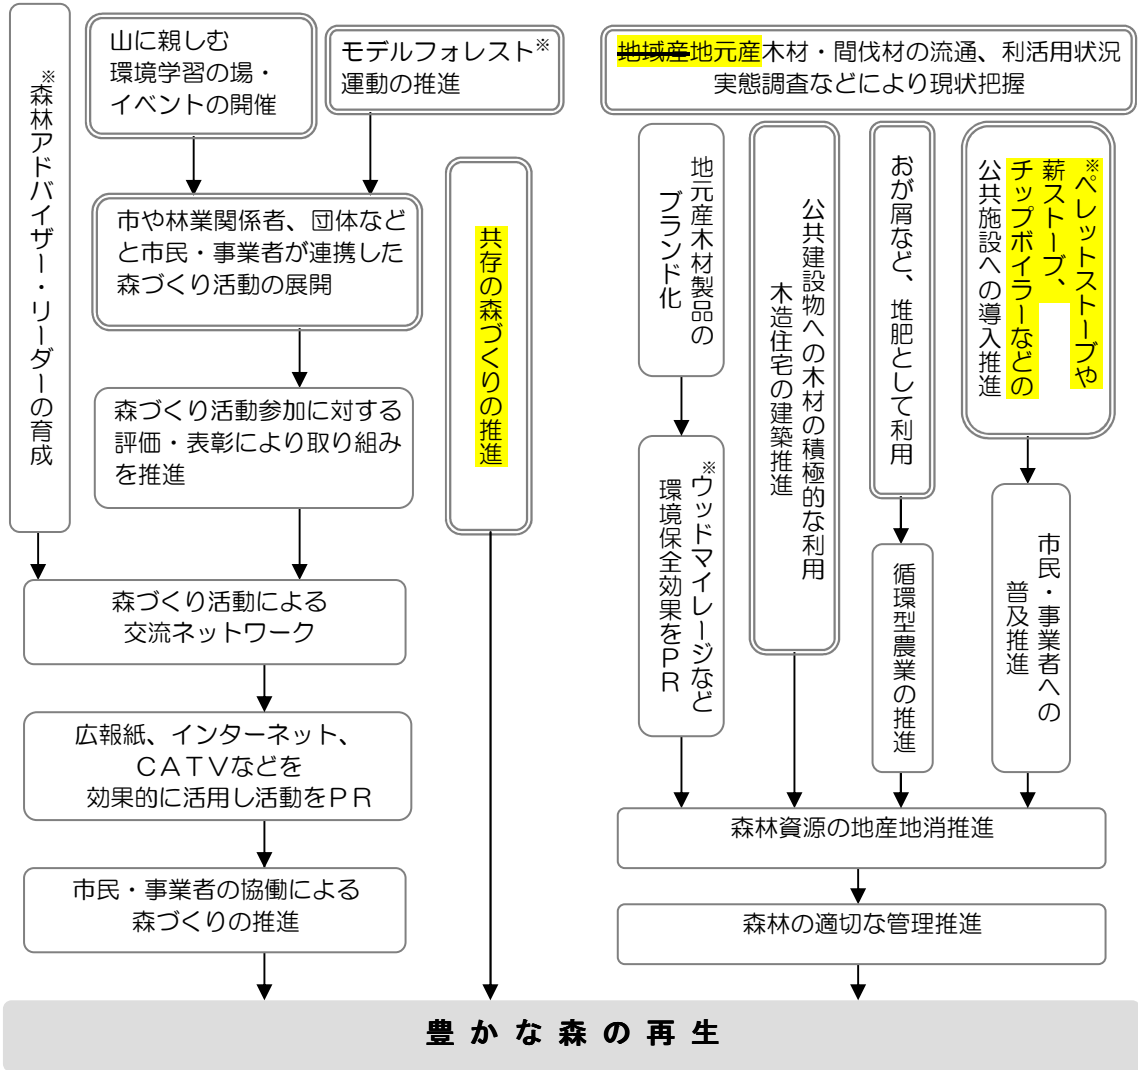 ※森林アドバイザー・リーダーの育成
山に親しむ
環境学習の場・
イベントの開催
モデルフォレスト※
運動の推進
市や林業関係者、団体など
と市民・事業者が連携した
森づくり活動の展開
森づくり活動参加に対する
評価・表彰により取り組み
を推進
共存の森づくりの推進
森づくり活動による
交流ネットワーク
広報紙、インターネット、
ＣＡＴＶなどを
効果的に活用し活動をＰＲ
市民・事業者の協働による
森づくりの推進
地域産地元産木材・間伐材の流通、利活用状況
実態調査などにより現状把握
地元産木材製品の
ブランド化
※ウッドマイレージなど
環境保全効果をＰＲ
公共建設物への木材の積極的な利用
木造住宅の建築推進
おが屑など、堆肥として利用
循環型農業の推進
※ペレットストーブや
薪ストーブ、
チップボイラーなどの
公共施設への導入推進
市民・事業者への
普及推進
森林資源の地産地消推進
森林の適切な管理推進
豊かな森の再生